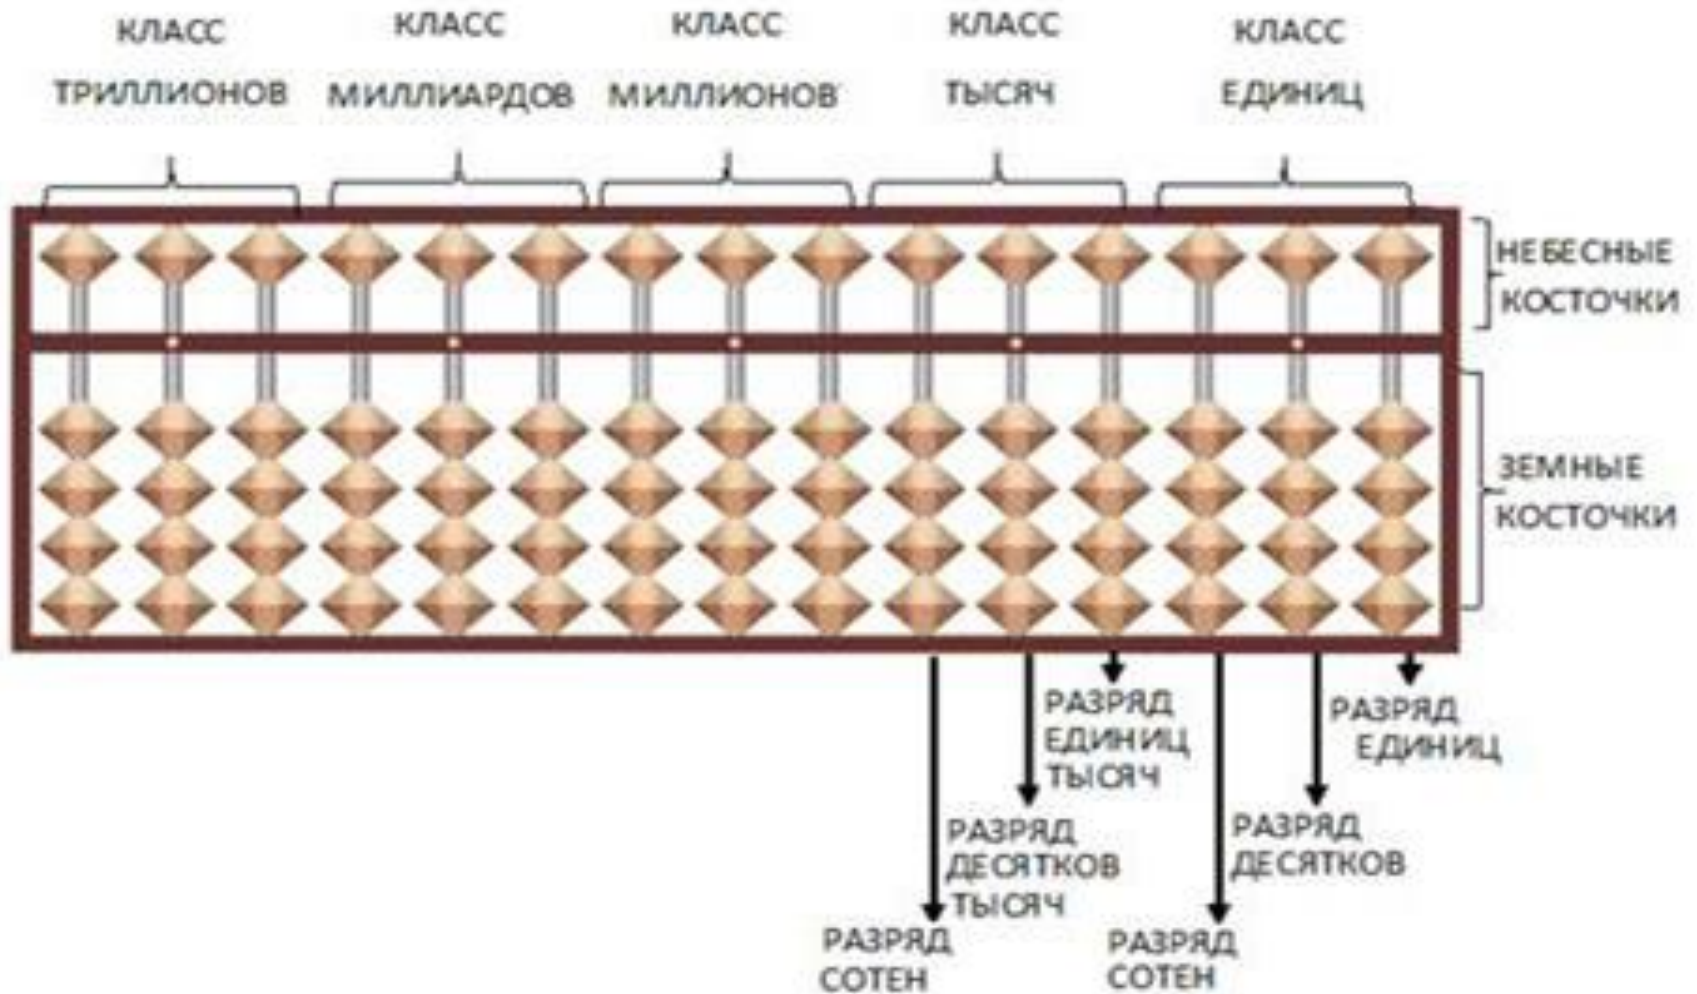 КЛАСС
ТРИЛЛИОНОВ
КЛАСС
МИЛЛИАРДОВ
КЛАСС
МИЛЛИОНОВ
КЛАСС
ТЫСЯЧ
КЛАСС
ЕДИНИЦ
НЕБЕСНЫЕ
КОСТОЧКИ
ЗЕМНЫЕ
КОСТОЧКИ
РАЗРЯД
СОТЕН
РАЗРЯД
ДЕСЯТКОВ
ТЫСЯЧ
РАЗРЯД
ЕДИНИЦ
ТЫСЯЧ
РАЗРЯД
СОТЕН
РАЗРЯД
ДЕСЯТКОВ
РАЗРЯД
ЕДИНИЦ